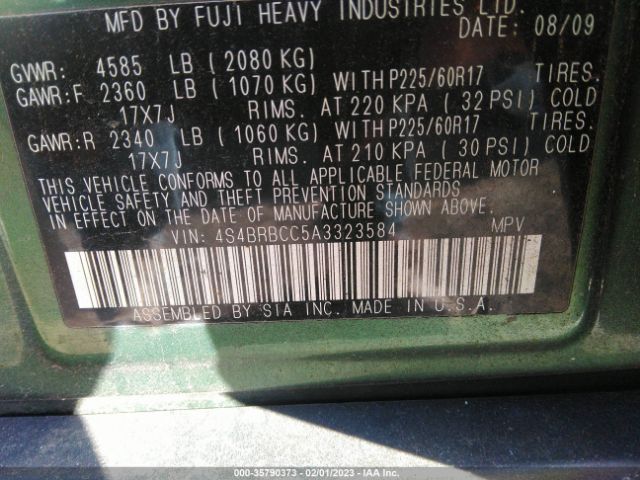 MFD BY FUJI HEAVY INDUSTRIES LTD.
DATE: 08/09
GVWR: 4585 LB ( 2080 KG)
GAWR:F 2360 LB ( 1070 KG) WITH P225/60R17 TIRES.
17X7J RIMS. AT 220 KPA ( 32 PSI) COLD
GAWR:R 2340 LB ( 1060 KG) WITH P225/60R17 TIRES.
17X7J RIMS. AT 210 KPA ( 30 PSI) COLD
THIS VEHICLE CONFORMS TO ALL APPLICABLE FEDERAL MOTOR
VEHICLE SAFETY AND THEFT PREVENTION STANDARDS
IN EFFECT ON THE DATE OF MANUFACTURE SHOWN ABOVE.
VIN: 4S4BRBCC5A3323584 MPV
ASSEMBLED BY SIA INC. MADE IN U.S.A.
000-35790373 - 02/01/2023 - IAA Inc.